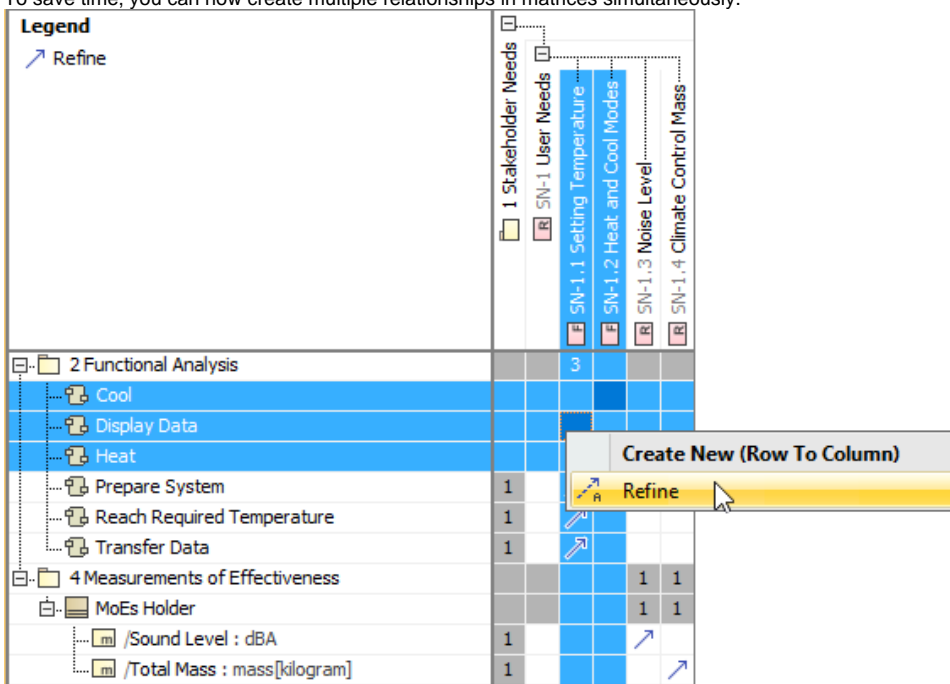 To save time, you can now create multiple relationships in matrices simultaneously.
Legend
Refine
1 Stakeholder Needs
R SN-1 User Needs
F SN-1.1 Setting Temperature
F SN-1.2 Heat and Cool Modes
R SN-1.3 Noise Level
R SN-1.4 Climate Control Mass
2 Functional Analysis 3
Cool
Display Data
Heat
Create New (Row To Column)
Prepare System 1
A Refine
Reach Required Temperature 1
Transfer Data 1
4 Measurements of Effectiveness 1 1
MoEs Holder 1 1
m /Sound Level : dBA 1
m /Total Mass : mass[kilogram] 1